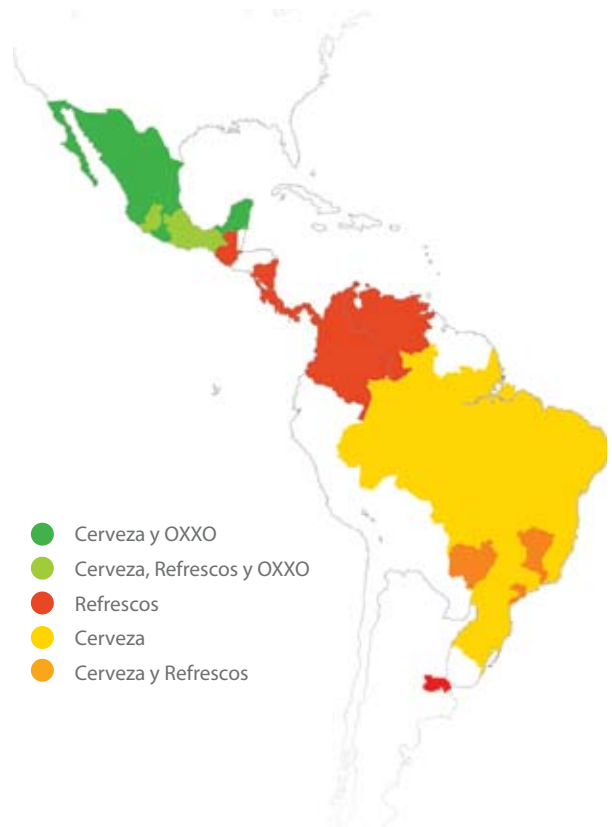 Cerveza y OXXO
Cerveza, Refrescos y OXXO
Refrescos
Cerveza
Cerveza y Refrescos